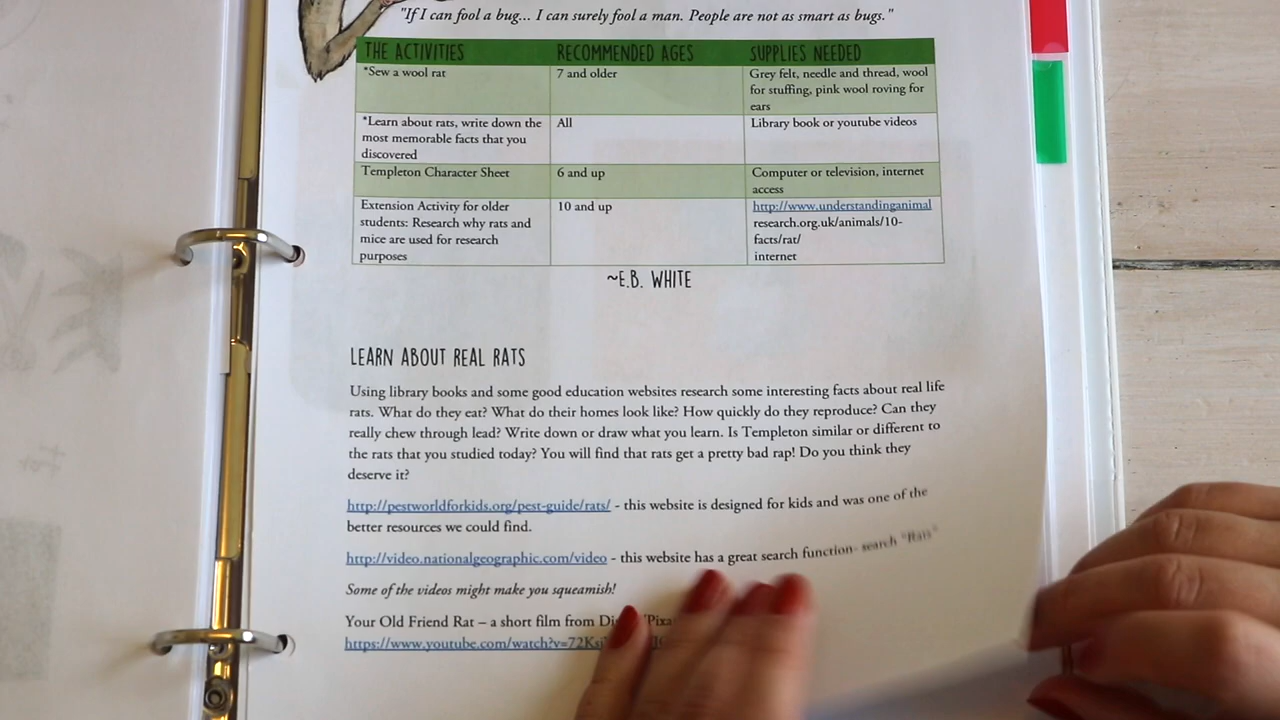 "If I can fool a bug... I can surely fool a man. People are not as smart as bugs."
THE ACTIVITIES RECOMMENDED AGES SUPPLIES NEEDED
*Sew a wool rat 7 and older Grey felt, needle and thread, wool
for stuffing, pink wool roving for
ears
*Learn about rats, write down the All Library book or youtube videos
most memorable facts that you
discovered
Templeton Character Sheet 6 and up Computer or television, internet
access
Extension Activity for older 10 and up http://www.understandinganimal
students: Research why rats and research.org.uk/animals/10-
mice are used for research facts/rat/
purposes internet
~E.B. WHITE
LEARN ABOUT REAL RATS
Using library books and some good education websites research some interesting facts about real life
rats. What do they eat? What do their homes look like? How quickly do they reproduce? Can they
really chew through lead? Write down or draw what you learn. Is Templeton similar or different to
the rats that you studied today? You will find that rats get a pretty bad rap! Do you think they
deserve it?
http://pestworldforkids.org/pest-guide/rats/ - this website is designed for kids and was one of the
better resources we could find.
http://video.nationalgeographic.com/video - this website has a great search function- search "Rats"
Some of the videos might make you squeamish!
Your Old Friend Rat – a short film from